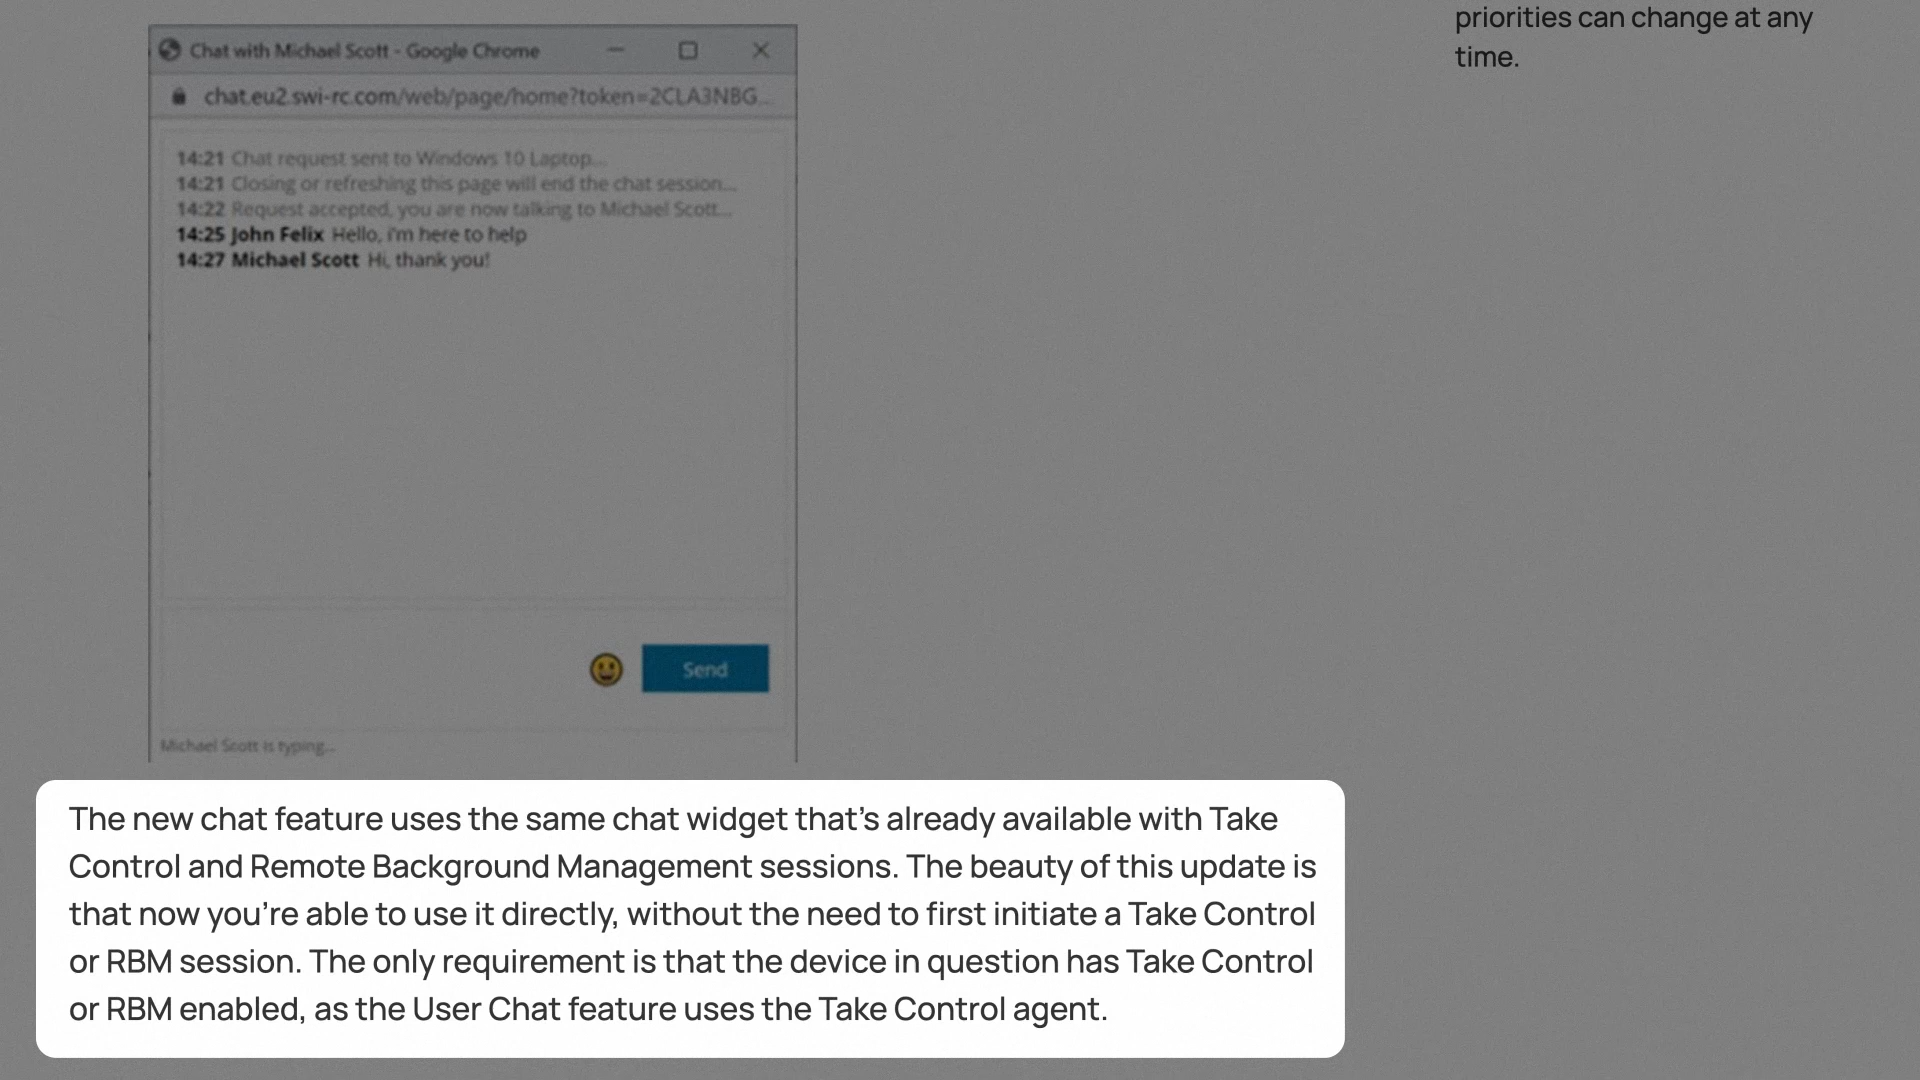 priorities can change at any
time.
Chat with Michael Scott - Google Chrome
chat.eu2.swi-rc.com/web/page/home?token=2CLA3NBG...
14:21 Chat request sent to Windows 10 Laptop...
14:21 Closing or refreshing this page will end the chat session...
14:22 Request accepted, you are now talking to Michael Scott...
14:25 John Felix Hello, i'm here to help
14:27 Michael Scott Hi, thank you!
Send
Michael Scott is typing...
The new chat feature uses the same chat widget that's already available with Take
Control and Remote Background Management sessions. The beauty of this update is
that now you're able to use it directly, without the need to first initiate a Take Control
or RBM session. The only requirement is that the device in question has Take Control
or RBM enabled, as the User Chat feature uses the Take Control agent.